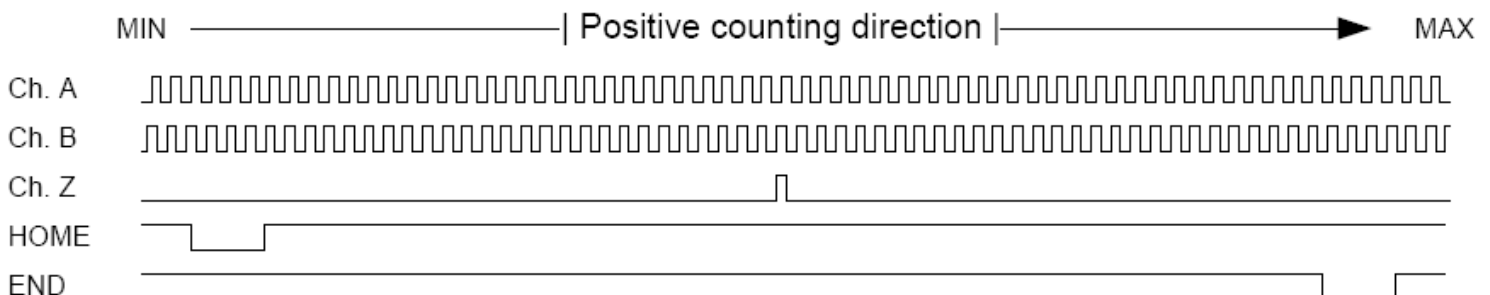 MIN | Positive counting direction | MAX
Ch. A
Ch. B
Ch. Z
HOME
END